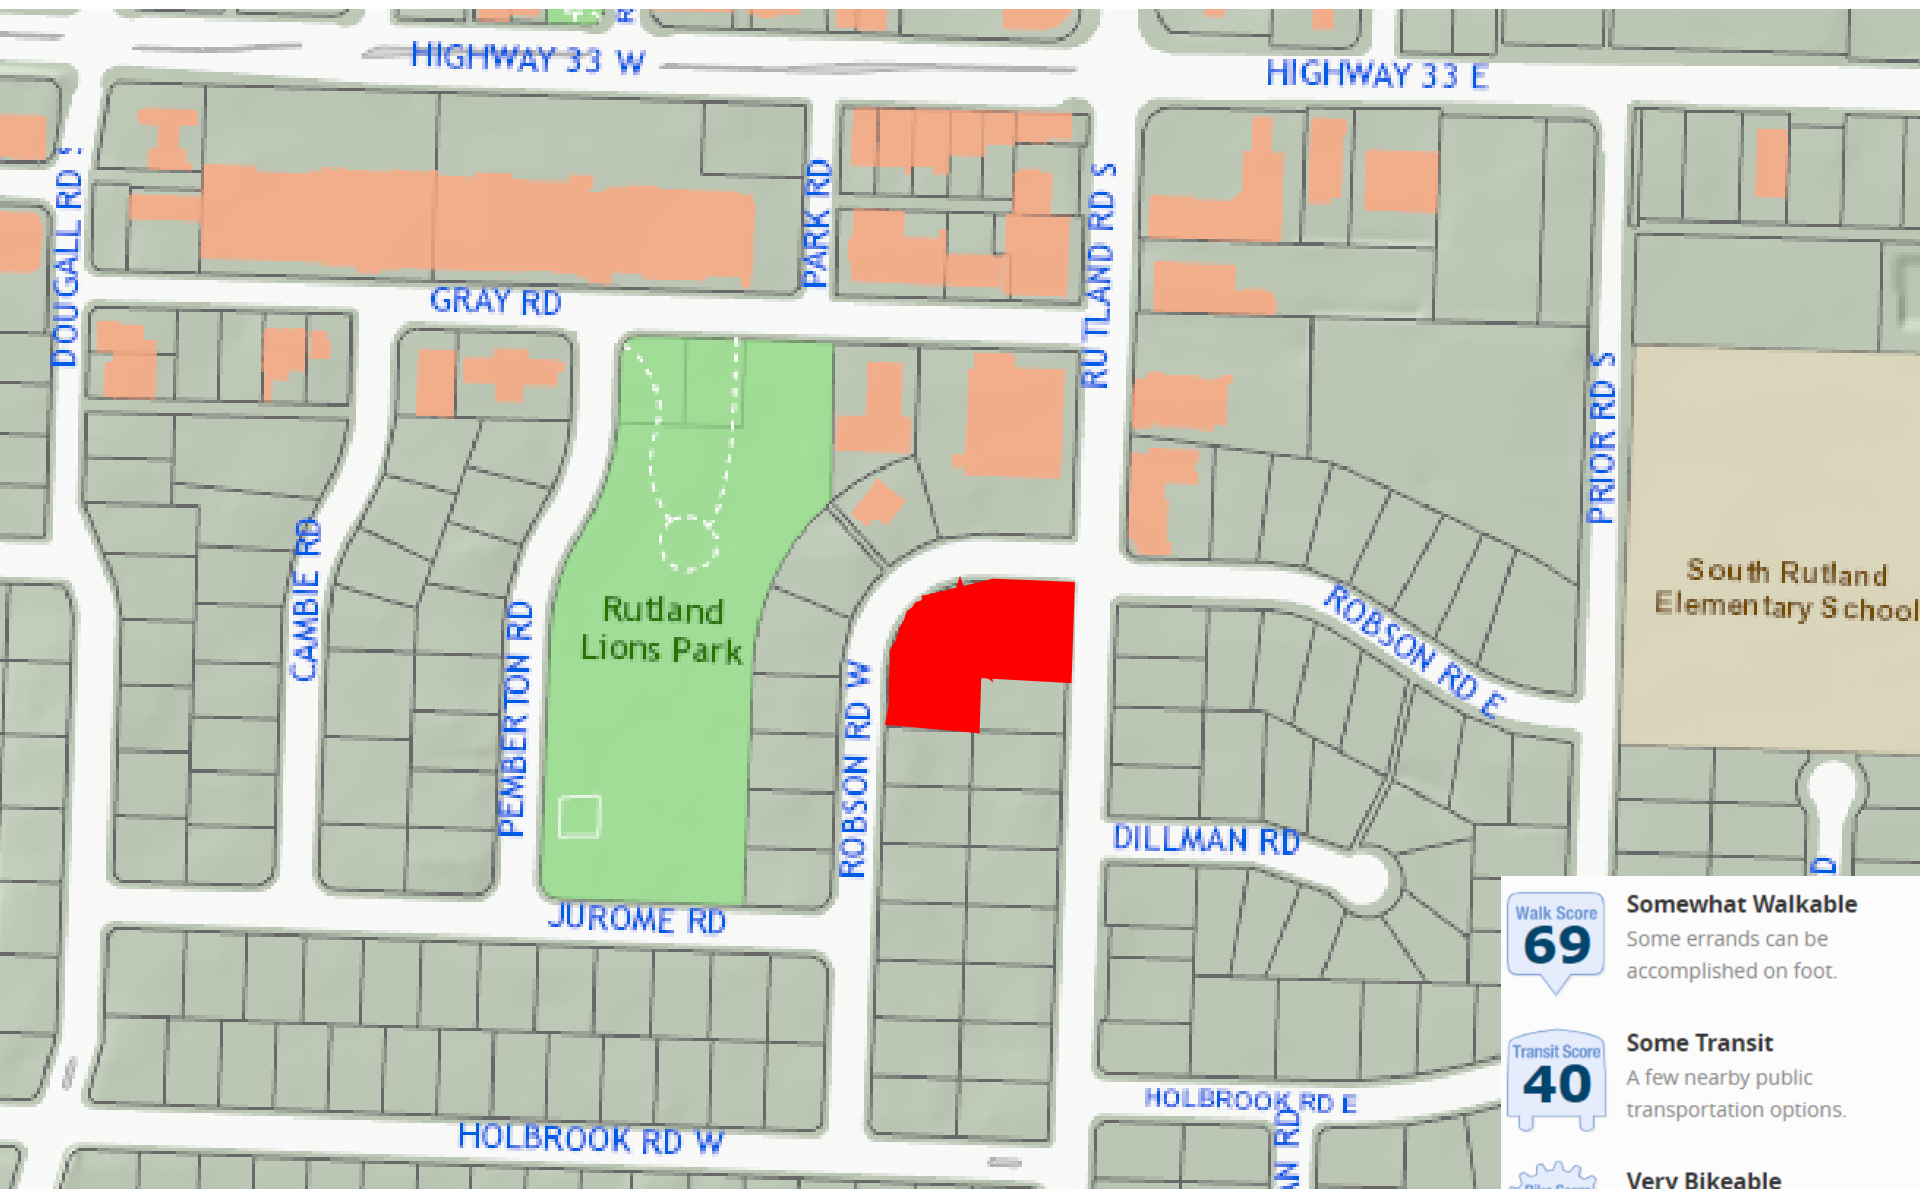 HIGHWAY 33 W
HIGHWAY 33 E
DOUGALL RD S
PARK RD
RUTLAND RD S
GRAY RD
PRIOR RD S
CAMBIE RD
PEMBERTON RD
Rutland
Lions Park
ROBSON RD W
ROBSON RD E
South Rutland
Elementary School
DILLMAN RD
JUROME RD
HOLBROOK RD W
HOLBROOK RD E
AN RD
D
Walk Score
69
Somewhat Walkable
Some errands can be
accomplished on foot.
Transit Score
40
Some Transit
A few nearby public
transportation options.
Very Bikeable